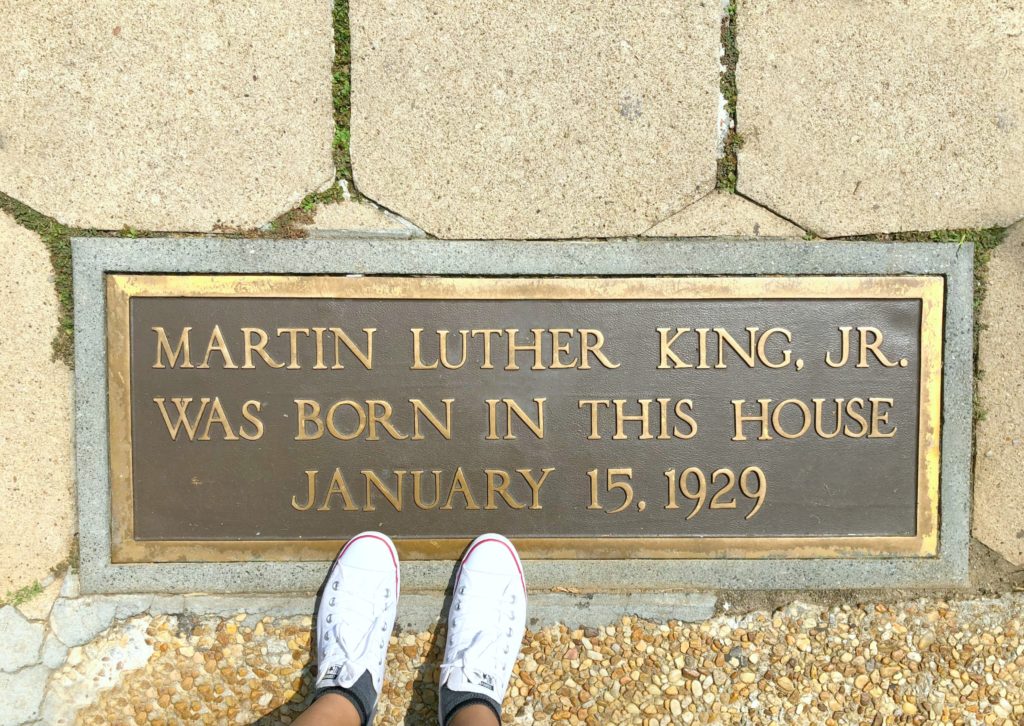 MARTIN LUTHER KING, JR.
WAS BORN IN THIS HOUSE
JANUARY 15, 1929